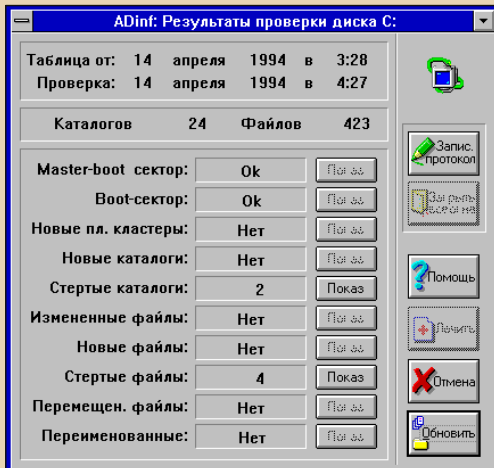 ADinf: Результаты проверки диска C:
Таблица от: 14 апреля 1994 в 3:28
Проверка: 14 апреля 1994 в 4:27
Каталогов 24 Файлов 423
Запис. протокол
Master-boot сектор: Ok
Boot-сектор: Ok
Новые пл. кластеры: Нет
Новые каталоги: Нет
Помощь
Стертые каталоги: 2 Показ
Измененные файлы: Нет
Лечить
Новые файлы: Нет
Стертые файлы: 4 Показ
Отмена
Перемещен. файлы: Нет
Переименованные: Нет
Обновить